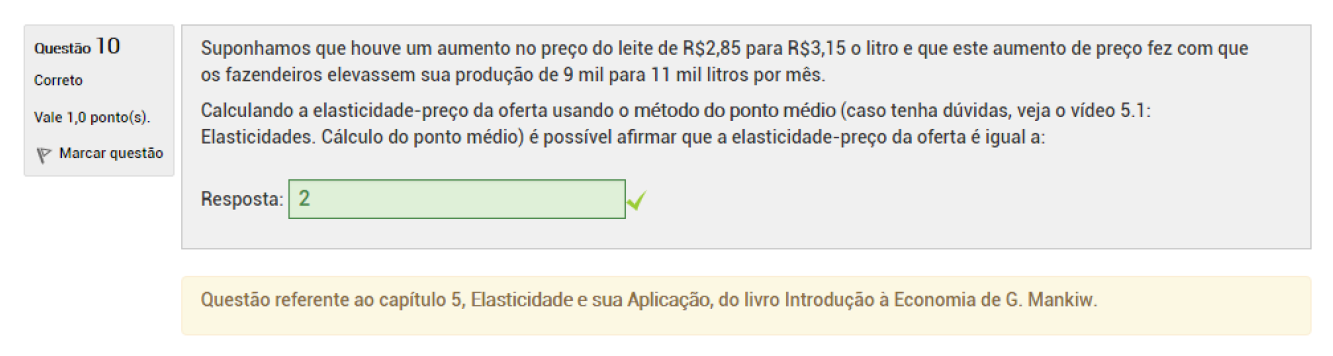 Questão 10
Correto
Vale 1,0 ponto(s).
Marcar questão
Suponhamos que houve um aumento no preço do leite de R$2,85 para R$3,15 o litro e que este aumento de preço fez com que
os fazendeiros elevassem sua produção de 9 mil para 11 mil litros por mês.
Calculando a elasticidade-preço da oferta usando o método do ponto médio (caso tenha dúvidas, veja o vídeo 5.1:
Elasticidades. Cálculo do ponto médio) é possível afirmar que a elasticidade-preço da oferta é igual a:
Resposta: 2
Questão referente ao capítulo 5, Elasticidade e sua Aplicação, do livro Introdução à Economia de G. Mankiw.